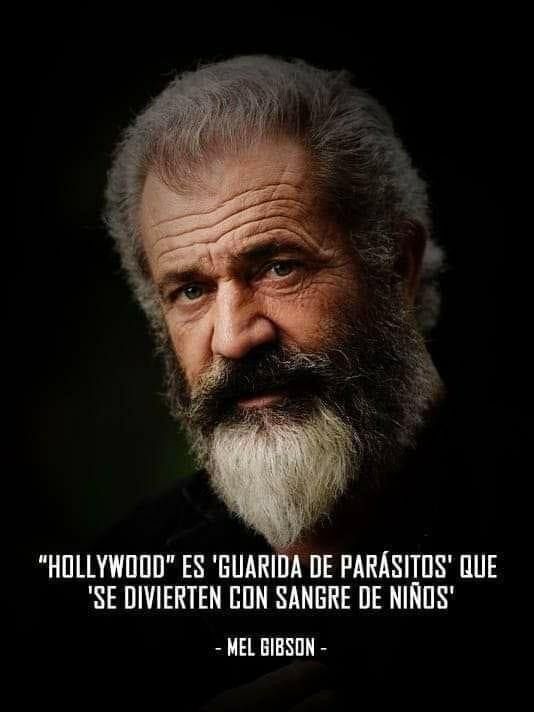 “HOLLYWOOD” ES 'GUARIDA DE PARÁSITOS' QUE
'SE DIVIERTEN CON SANGRE DE NIÑOS'
- MEL GIBSON -